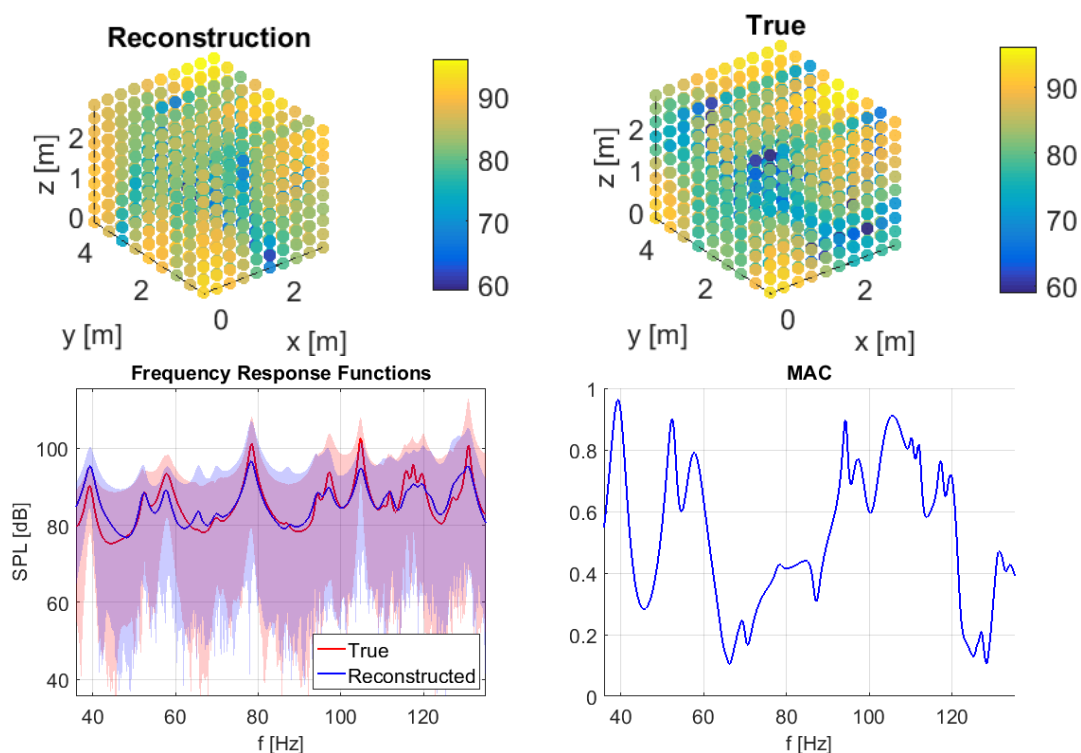 Reconstruction
True
z [m]
2
1
0
4
2
0
2
y [m]
x [m]
90
80
70
60
z [m]
2
1
0
4
2
0
2
y [m]
x [m]
90
80
70
60
Frequency Response Functions
SPL [dB]
100
80
60
40
True
Reconstructed
40 60 80 100 120
f [Hz]
MAC
1
0.8
0.6
0.4
0.2
0
40 60 80 100 120
f [Hz]